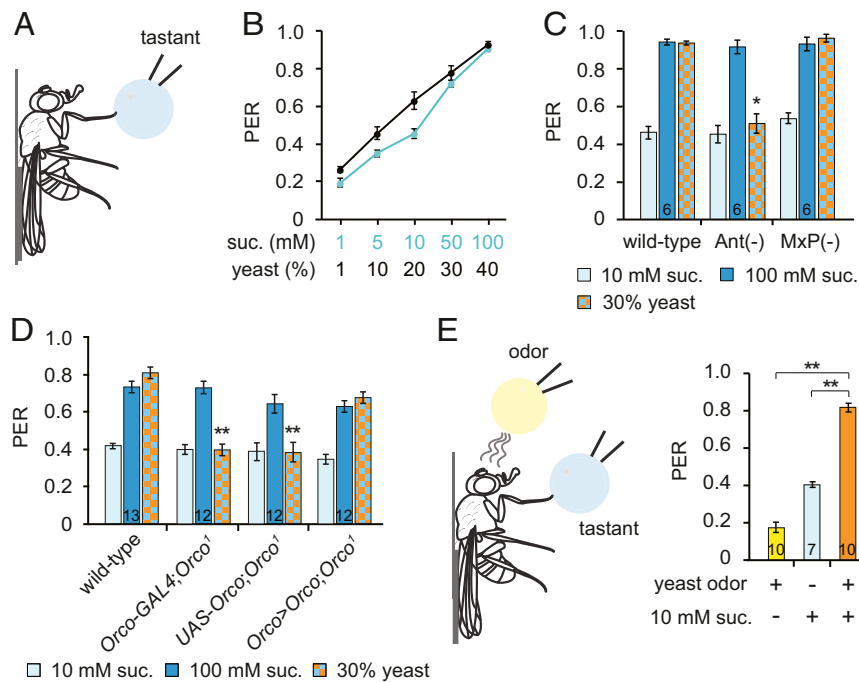 A
tastant
B
PER
1.0
0.8
0.6
0.4
0.2
0
suc. (mM) 1 5 10 50 100
yeast (%) 1 10 20 30 40
C
PER
1.0
0.8
0.6
0.4
0.2
0
*
6 6 6
wild-type Ant(-) MxP(-)
10 mM suc. 100 mM suc.
30% yeast
D
PER
1.0
0.8
0.6
0.4
0.2
0
** **
13 12 12 12
wild-type
Orco-GAL4;Orco1
UAS-Orco;Orco1
Orco>Orco;Orco1
10 mM suc. 100 mM suc. 30% yeast
E
odor
tastant
PER
1.0
0.8
0.6
0.4
0.2
0
**
**
10 7 10
yeast odor + - +
10 mM suc. - + +